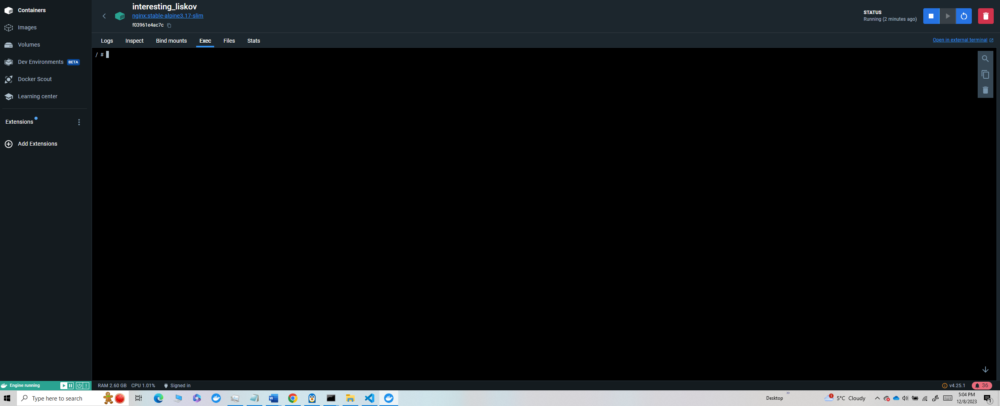 Containers
Images
Volumes
Dev Environments BETA
Docker Scout
Learning center
Extensions
Add Extensions
interesting_liskov
nginx:stable-alpine3.17-slim
f03961e4ac7c
STATUS
Running (2 minutes ago)
Logs Inspect Bind mounts Exec Files Stats
Open in external terminal
/ #
Engine running
RAM 2.60 GB CPU 1.01% Signed in
v4.25.1 36
Type here to search
Desktop
1
5°C Cloudy
5:04 PM
12/8/2023
1